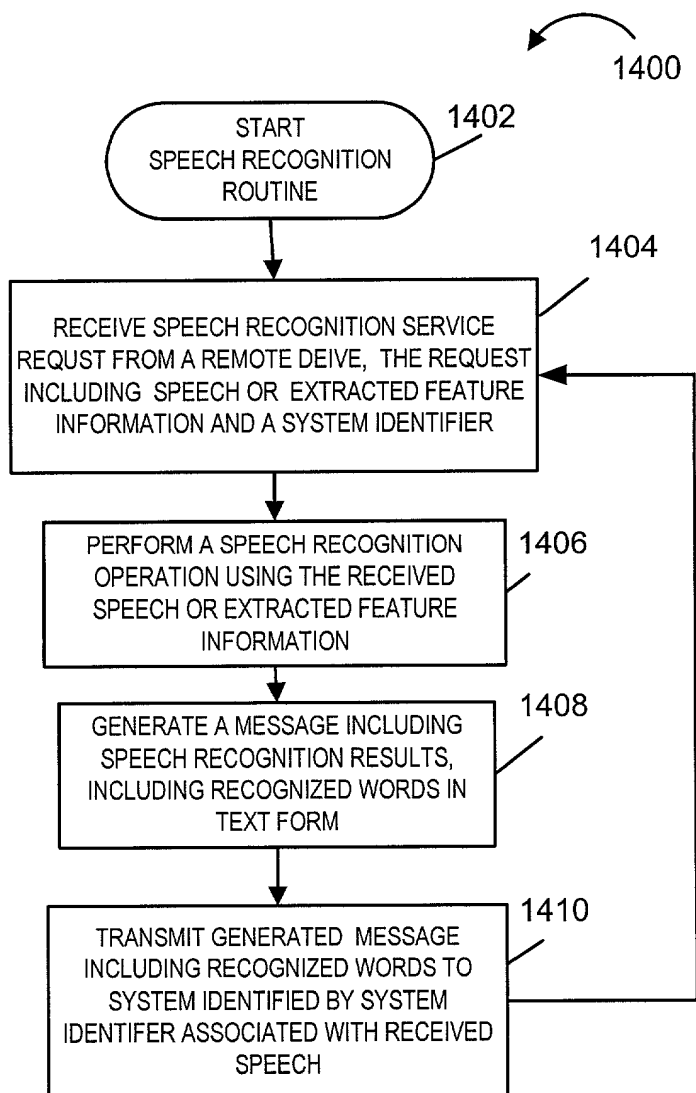 1400
START
SPEECH RECOGNITION
ROUTINE
1402
1404
RECEIVE SPEECH RECOGNITION SERVICE
REQUST FROM A REMOTE DEIVE, THE REQUEST
INCLUDING SPEECH OR EXTRACTED FEATURE
INFORMATION AND A SYSTEM IDENTIFIER
PERFORM A SPEECH RECOGNITION
OPERATION USING THE RECEIVED
SPEECH OR EXTRACTED FEATURE
INFORMATION
1406
GENERATE A MESSAGE INCLUDING
SPEECH RECOGNITION RESULTS,
INCLUDING RECOGNIZED WORDS IN
TEXT FORM
1408
1410
TRANSMIT GENERATED MESSAGE
INCLUDING RECOGNIZED WORDS TO
SYSTEM IDENTIFIED BY SYSTEM
IDENTIFER ASSOCIATED WITH RECEIVED
SPEECH